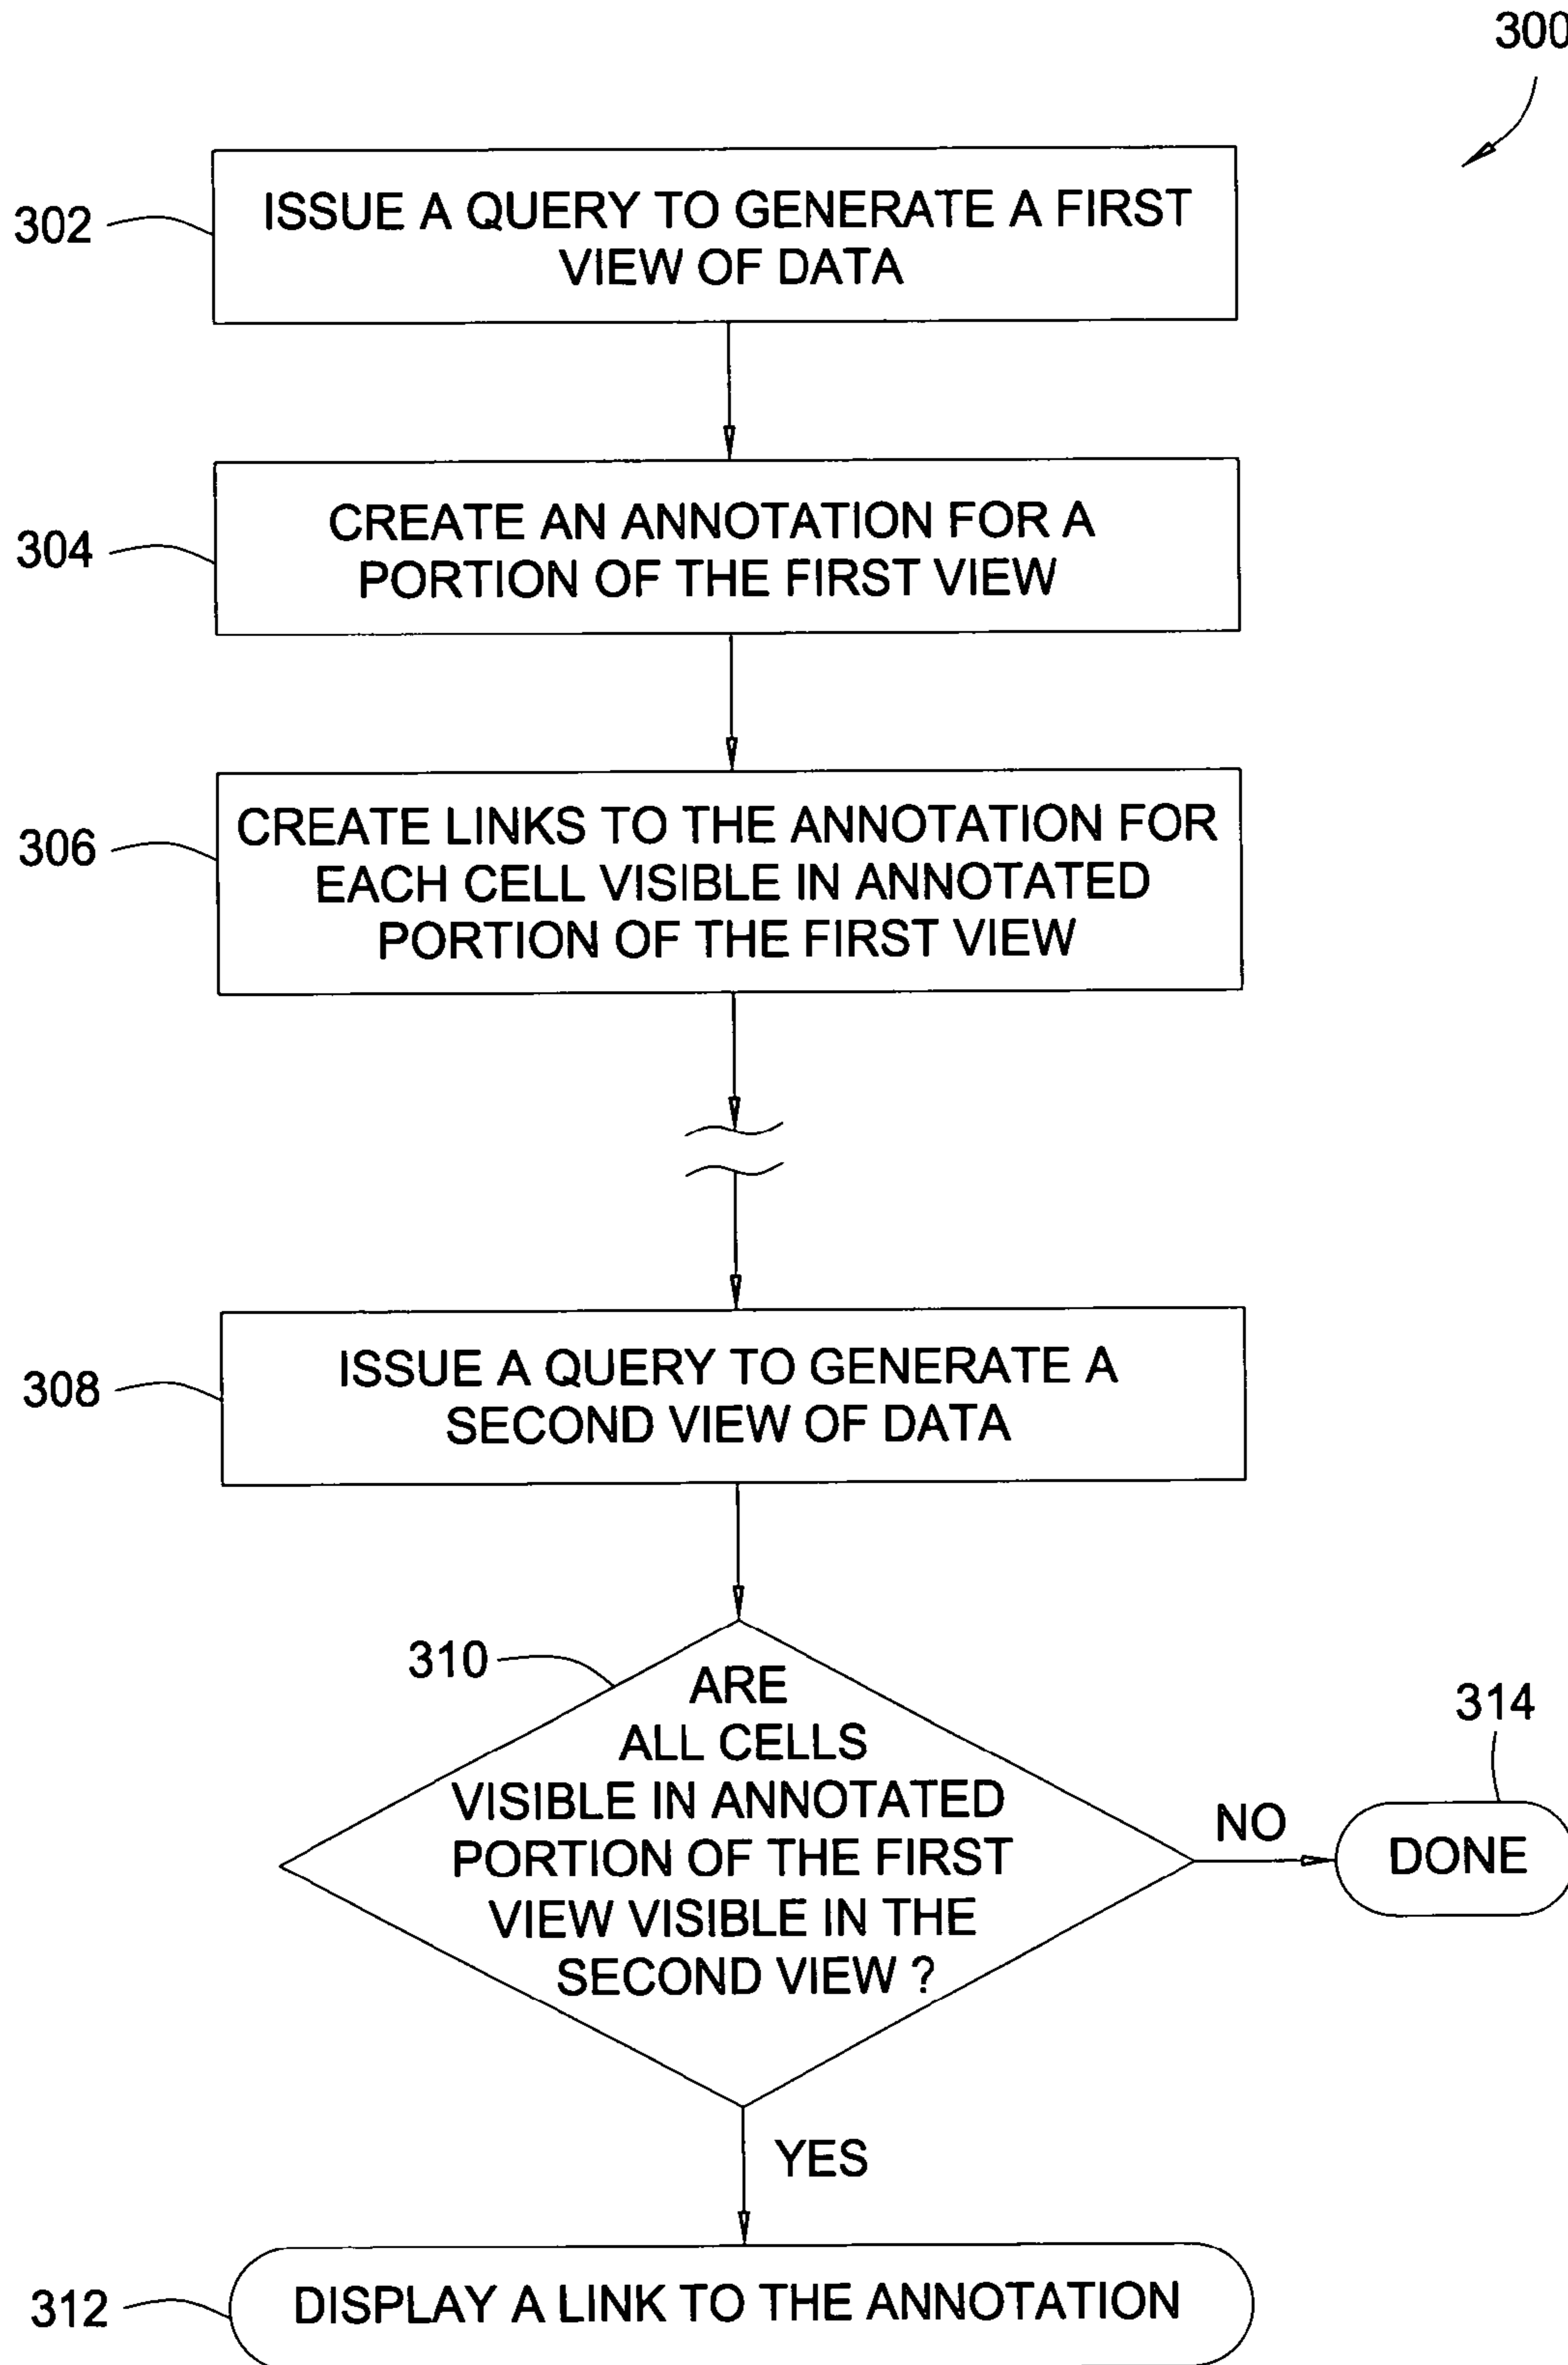 300
302
ISSUE A QUERY TO GENERATE A FIRST
VIEW OF DATA
304
CREATE AN ANNOTATION FOR A
PORTION OF THE FIRST VIEW
306
CREATE LINKS TO THE ANNOTATION FOR
EACH CELL VISIBLE IN ANNOTATED
PORTION OF THE FIRST VIEW
308
ISSUE A QUERY TO GENERATE A
SECOND VIEW OF DATA
310
ARE
ALL CELLS
VISIBLE IN ANNOTATED
PORTION OF THE FIRST
VIEW VISIBLE IN THE
SECOND VIEW ?
NO
314
DONE
YES
312
DISPLAY A LINK TO THE ANNOTATION